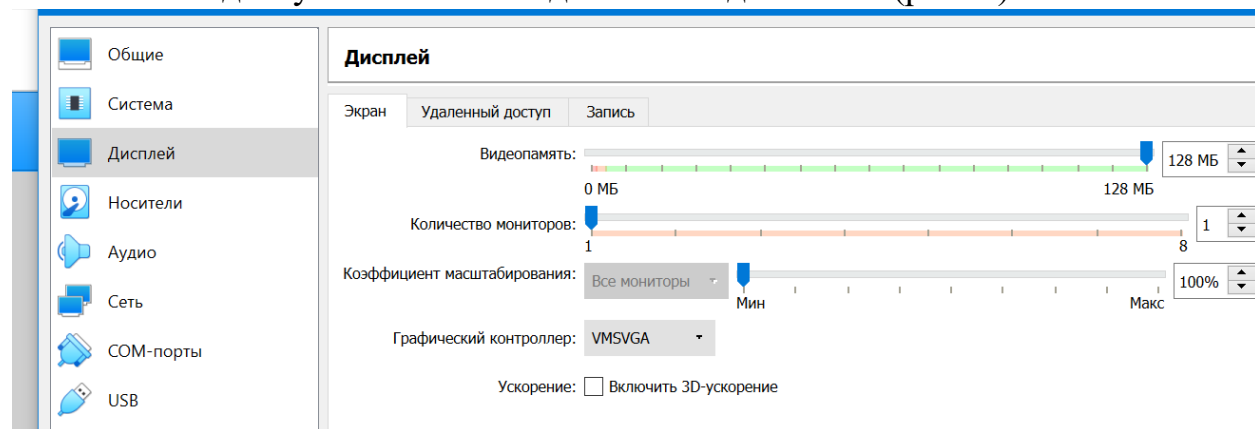 Общие
Система
Дисплей
Носители
Аудио
Сеть
COM-порты
USB
Дисплей
Экран Удаленный доступ Запись
Видеопамять: 128 МБ
0 МБ 128 МБ
Количество мониторов: 1
1 8
Коэффициент масштабирования: Все мониторы 100%
Мин Макс
Графический контроллер: VMSVGA
Ускорение: Включить 3D-ускорение